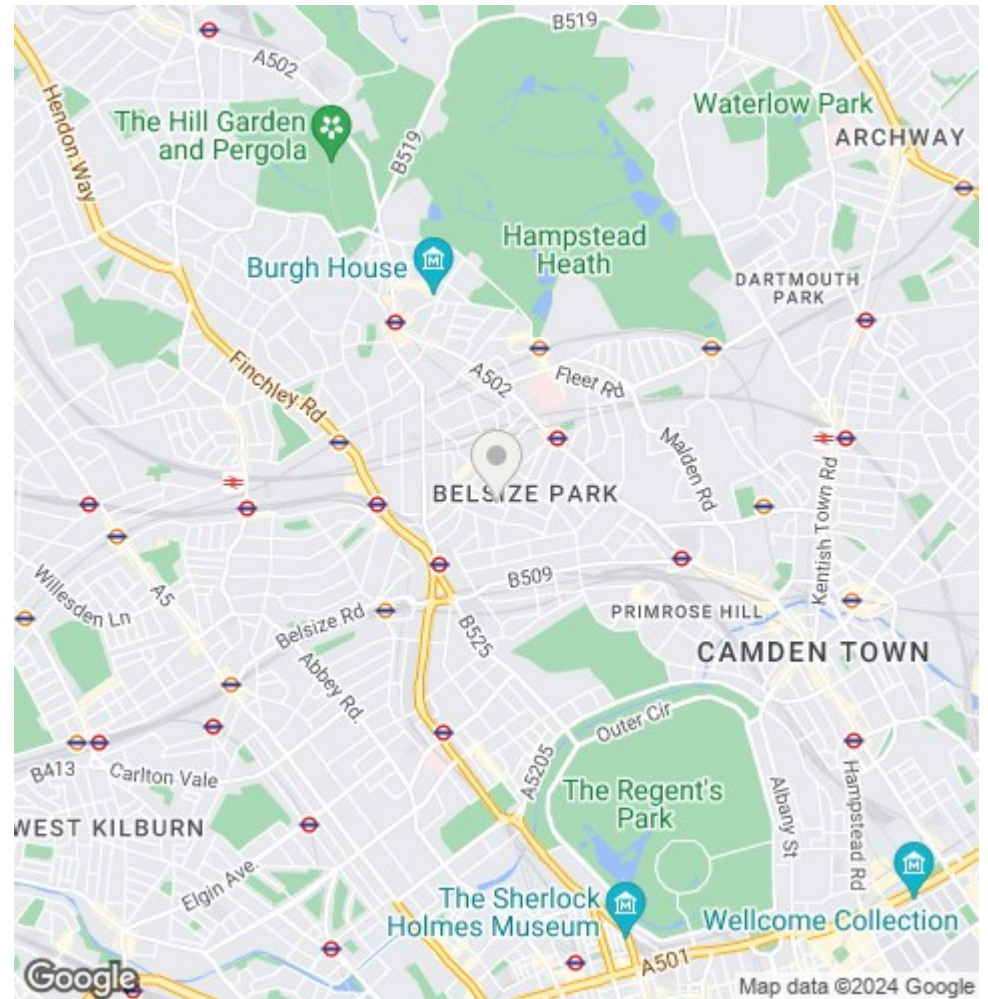 B519
A502
Waterlow Park
The Hill Garden
and Pergola
ARCHWAY
Hendon Way
B519
Hampstead
Heath
Burgh House
M
DARTMOUTH
PARK
A502
Fleet Rd
Finchley Rd
Malden Rd
BELSIZE PARK
Kentish Town Rd
B509
Willesden Ln
A5
PRIMROSE HILL
Belsize Rd
B525
CAMDEN TOWN
Abbey Rd.
Outer Cir
B413
Carlton Vale
A5205
The Regent's
Park
Albany St
Hampstead Rd
WEST KILBURN
Elgin Ave.
M
The Sherlock
Holmes Museum
M
Wellcome Collection
A501
Google
Map data ©2024 Google